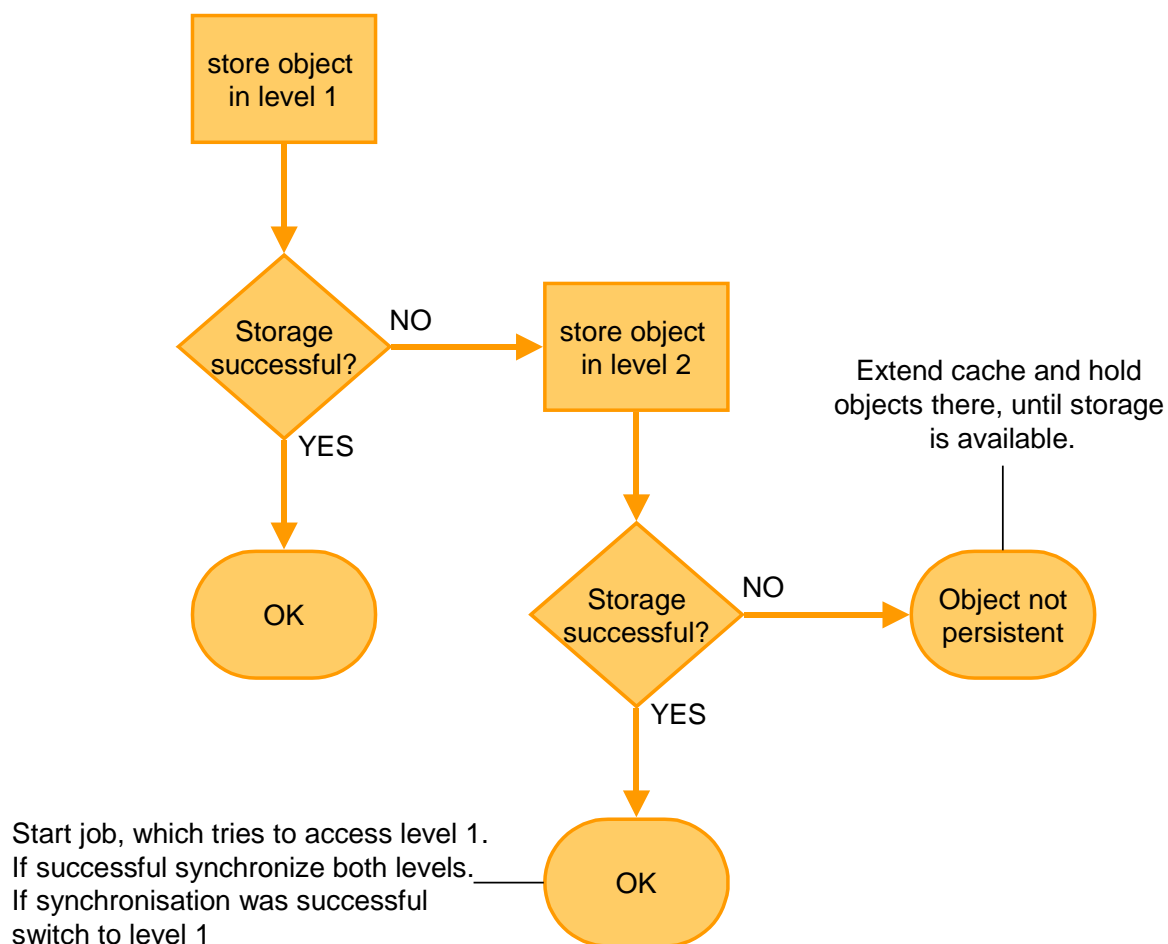 store object
in level 1
Storage
successful?
NO
YES
OK
store object
in level 2
Extend cache and hold
objects there, until storage
is available.
Storage
successful?
NO
YES
Object not
persistent
Start job, which tries to access level 1.
If successful synchronize both levels.
If synchronisation was successful
switch to level 1
OK